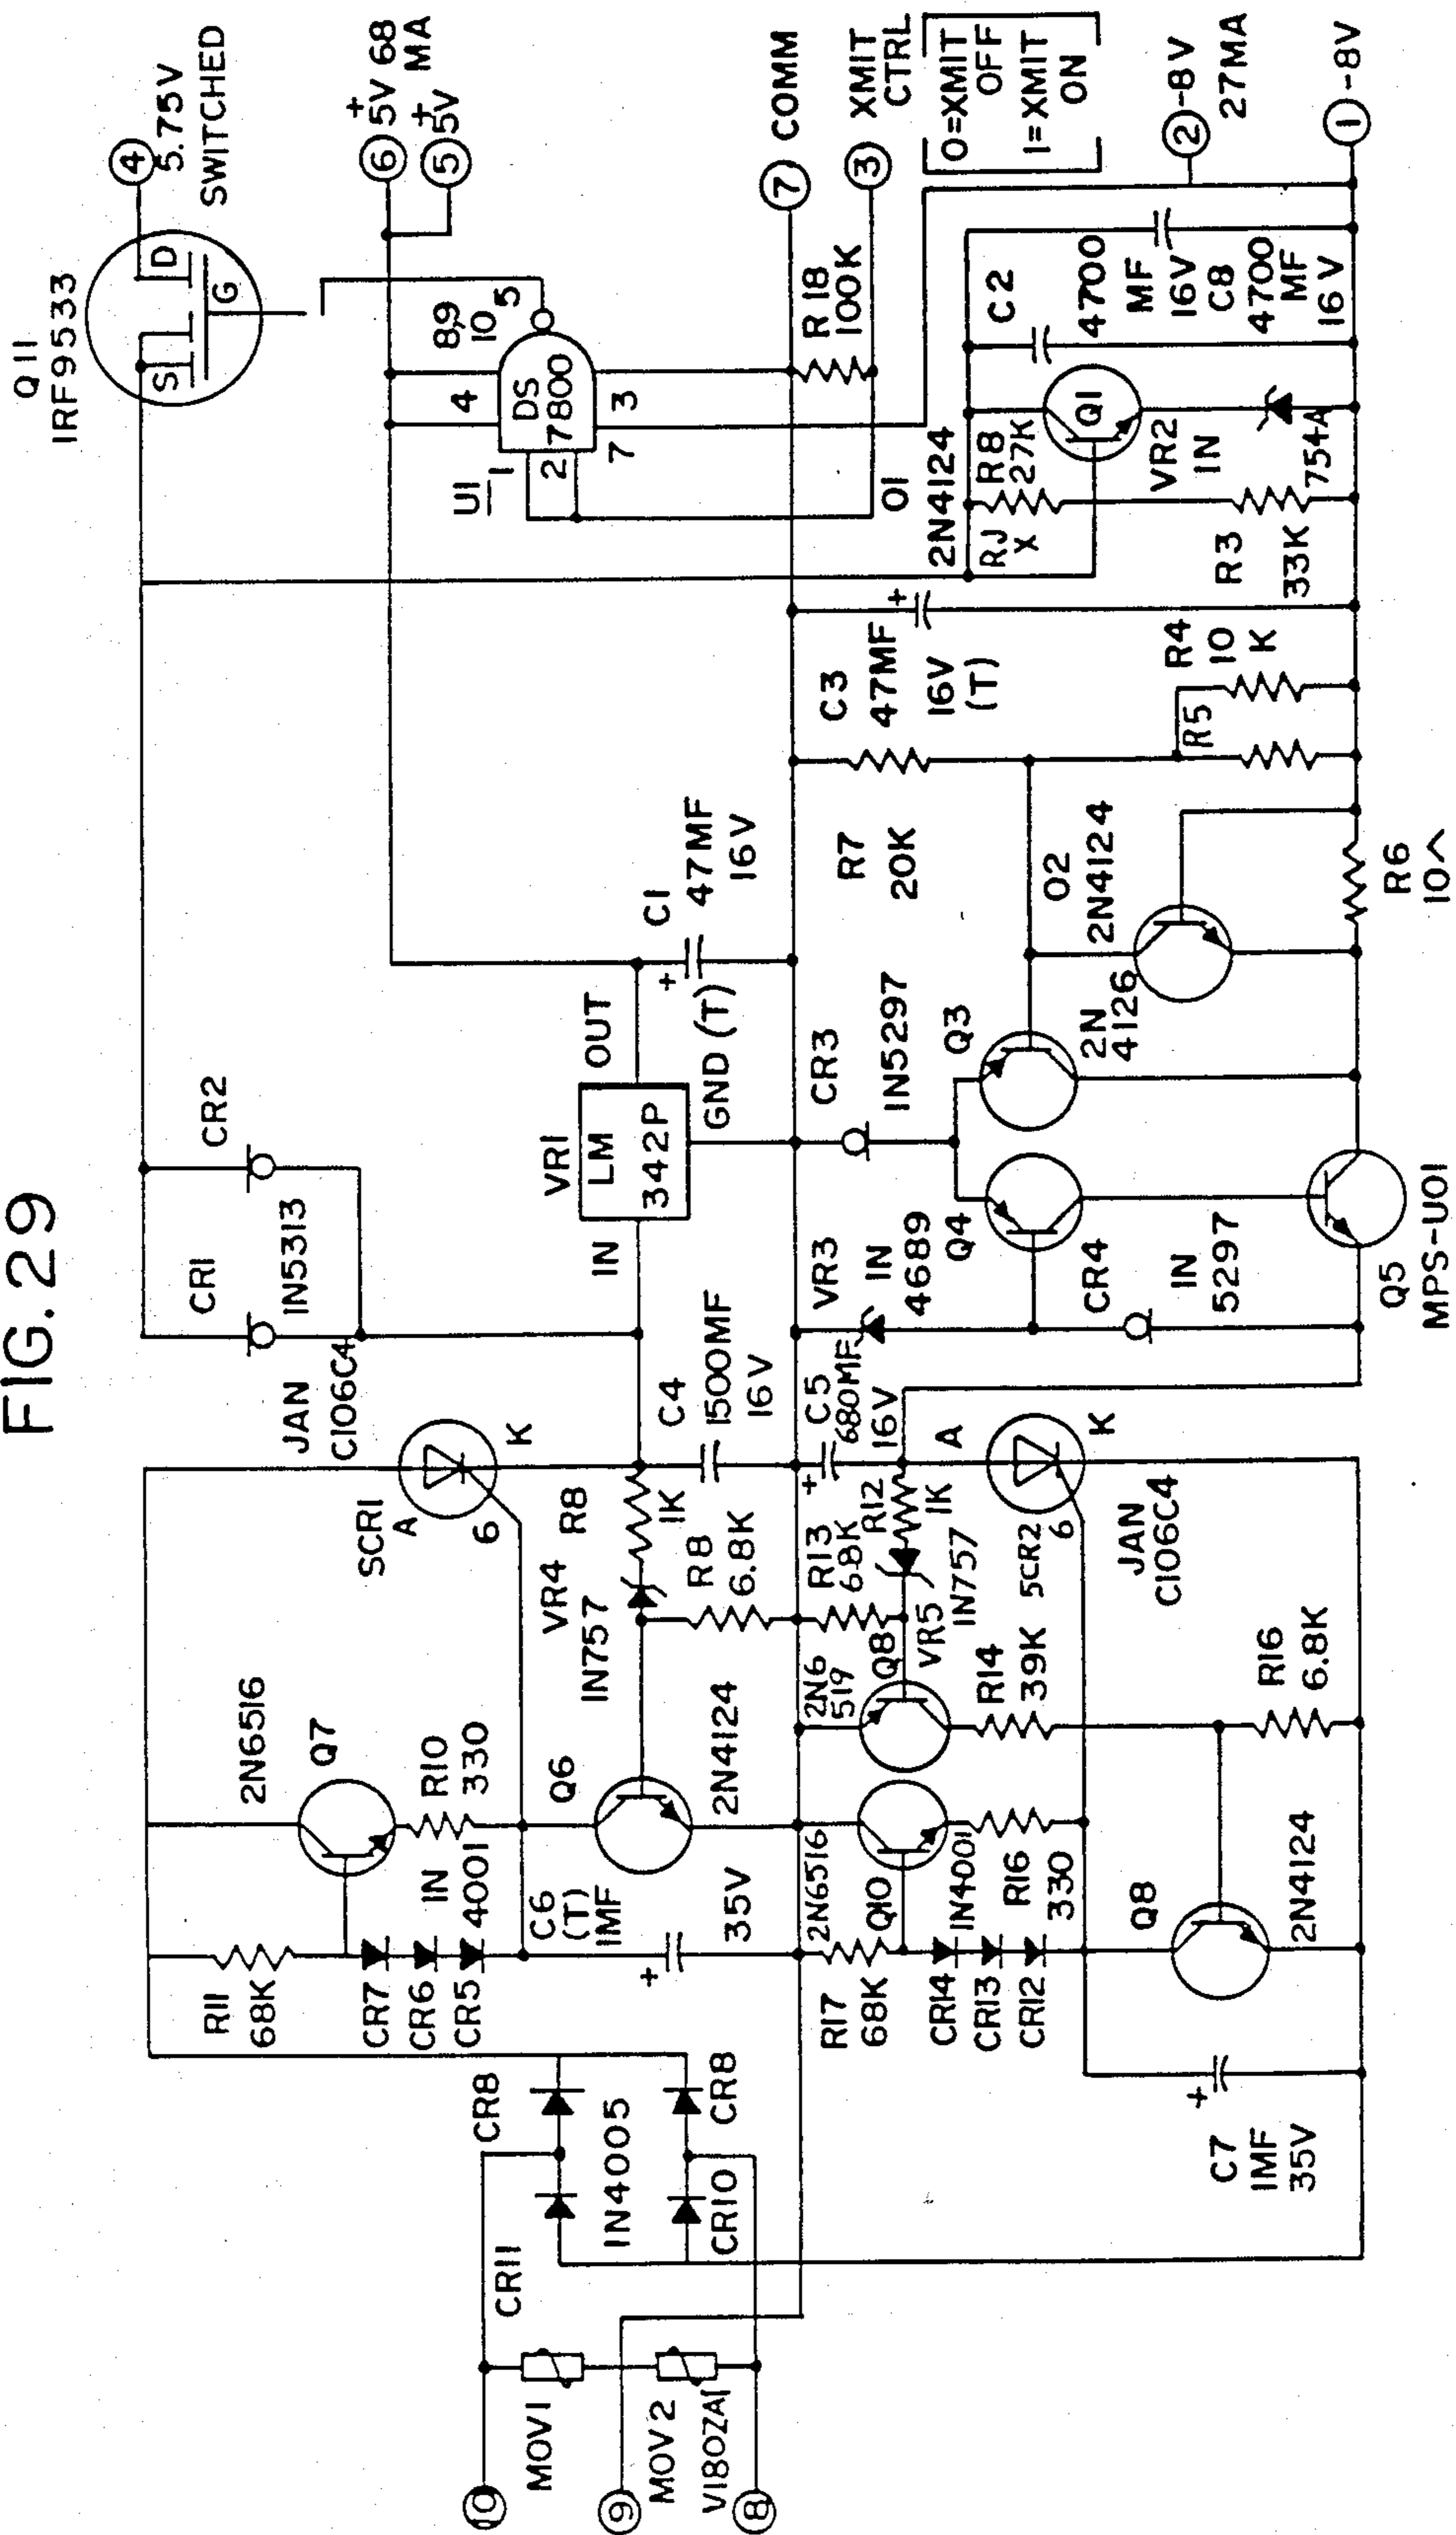 FIG. 29
Q11
IRF9533
S
D
G
4
5.75V
SWITCHED
6
+
5V 68
MA
5
+
5V
7
COMM
3
XMIT
CTRL
0=XMIT
OFF
1=XMIT
ON
2
-8V
27MA
1
-8V
CR1
CR2
IN5313
JAN
C106C4
SCR1
A
6
K
VR1
LM
342P
IN
OUT
GND (T)
C1
+
47MF
16V
U1
1
2
7
DS
7800
4
8,9
10
5
3
R18
100K
C4
1500MF
16V
R8
1K
VR4
IN757
R8
6.8K
2N6516
Q7
R10
330
IN
4001
R11
68K
CR7
CR6
CR5
C6
(T)
1MF
+
35V
Q6
2N4124
CR8
IN4005
CR8
CR11
CR10
10
MOV1
9
MOV2
V180ZA1
8
R17
68K
2N6516
Q10
CR14
CR13
CR12
IN4001
R16
330
2N6
519
Q8
VR5
IN757
R13
68K
R12
1K
+
C5
680MF
16V
A
5CR2
6
K
JAN
C106C4
R14
39K
R16
6.8K
Q8
2N4124
+
C7
1MF
35V
VR3
IN
4689
CR3
IN5297
Q4
Q3
2N
4126
CR4
IN
5297
Q5
MPS-U01
O2
2N4124
R6
10^
R7
20K
R5
R4
10
K
C3
47MF
+
16V
(T)
O1
2N4124
RJ
X
R8
27K
R3
33K
Q1
VR2
IN
754A
C2
4700
MF
16V
C8
4700
MF
16V